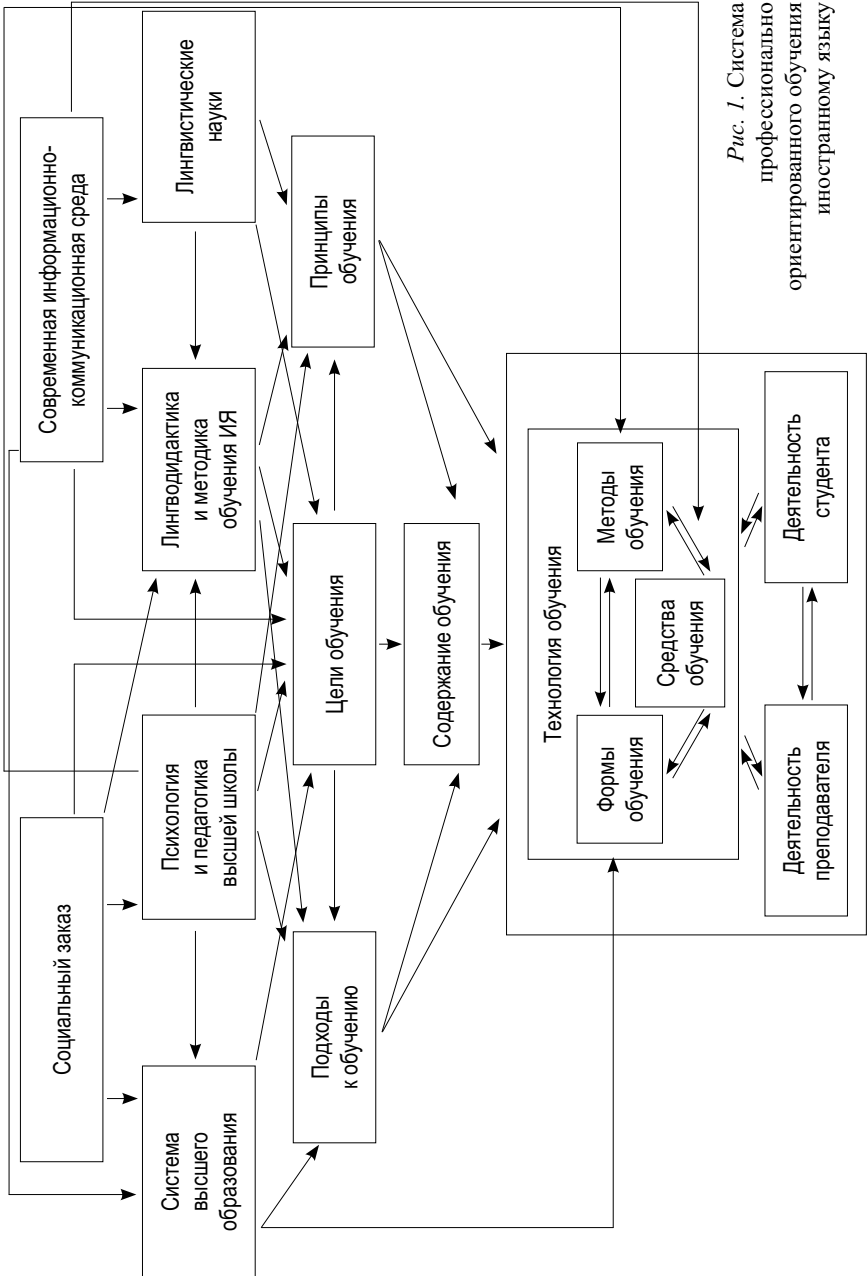 Социальный заказ
Современная информационно-
коммуникационная среда
Система
высшего
образования
Психология
и педагогика
высшей школы
Лингводидактика
и методика
обучения ИЯ
Лингвистические
науки
Подходы
к обучению
Цели обучения
Принципы
обучения
Содержание обучения
Технология обучения
Формы
обучения
Методы
обучения
Средства
обучения
Деятельность
преподавателя
Деятельность
студента
Рис. 1. Система
профессионально
ориентированного обучения
иностранному языку